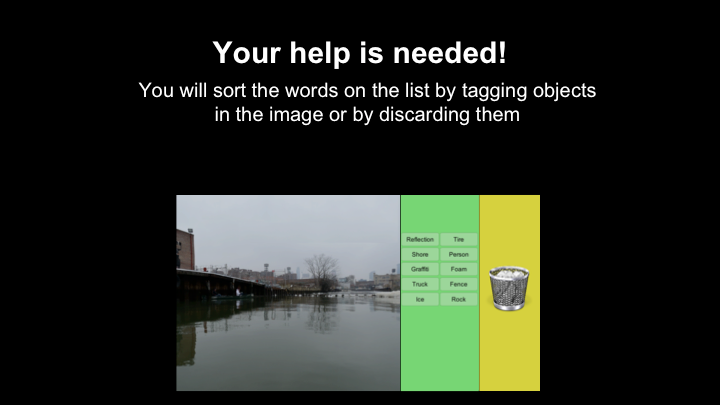 Your help is needed!
You will sort the words on the list by tagging objects
in the image or by discarding them
Reflection Tire
Shore Person
Graffiti Foam
Truck Fence
Ice Rock